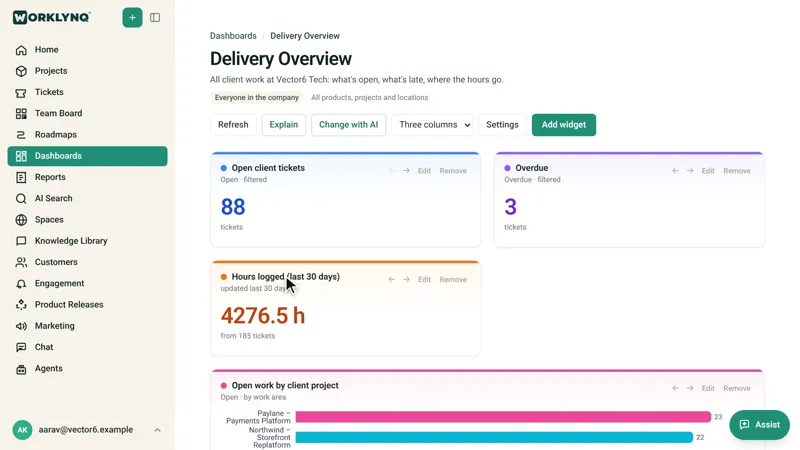 WORKLYNQ™
Home
Projects
Tickets
Team Board
Roadmaps
Dashboards
Reports
AI Search
Spaces
Knowledge Library
Customers
Engagement
Product Releases
Marketing
Chat
Agents
AK aarav@vector6.example
Dashboards / Delivery Overview
Delivery Overview
All client work at Vector6 Tech: what's open, what's late, where the hours go.
Everyone in the company All products, projects and locations
Refresh Explain Change with AI Three columns Settings Add widget
Open client tickets ← → Edit Remove
Open · filtered
88
tickets
Overdue ← → Edit Remove
Overdue · filtered
3
tickets
Hours logged (last 30 days) ← → Edit Remove
updated last 30
4276.5 h
from 185 tickets
Open work by client project ← → Edit Remove
Open · by work area
Paylane –
Payments Platform 23
Northwind –
Storefront 22
Replatform
Assist